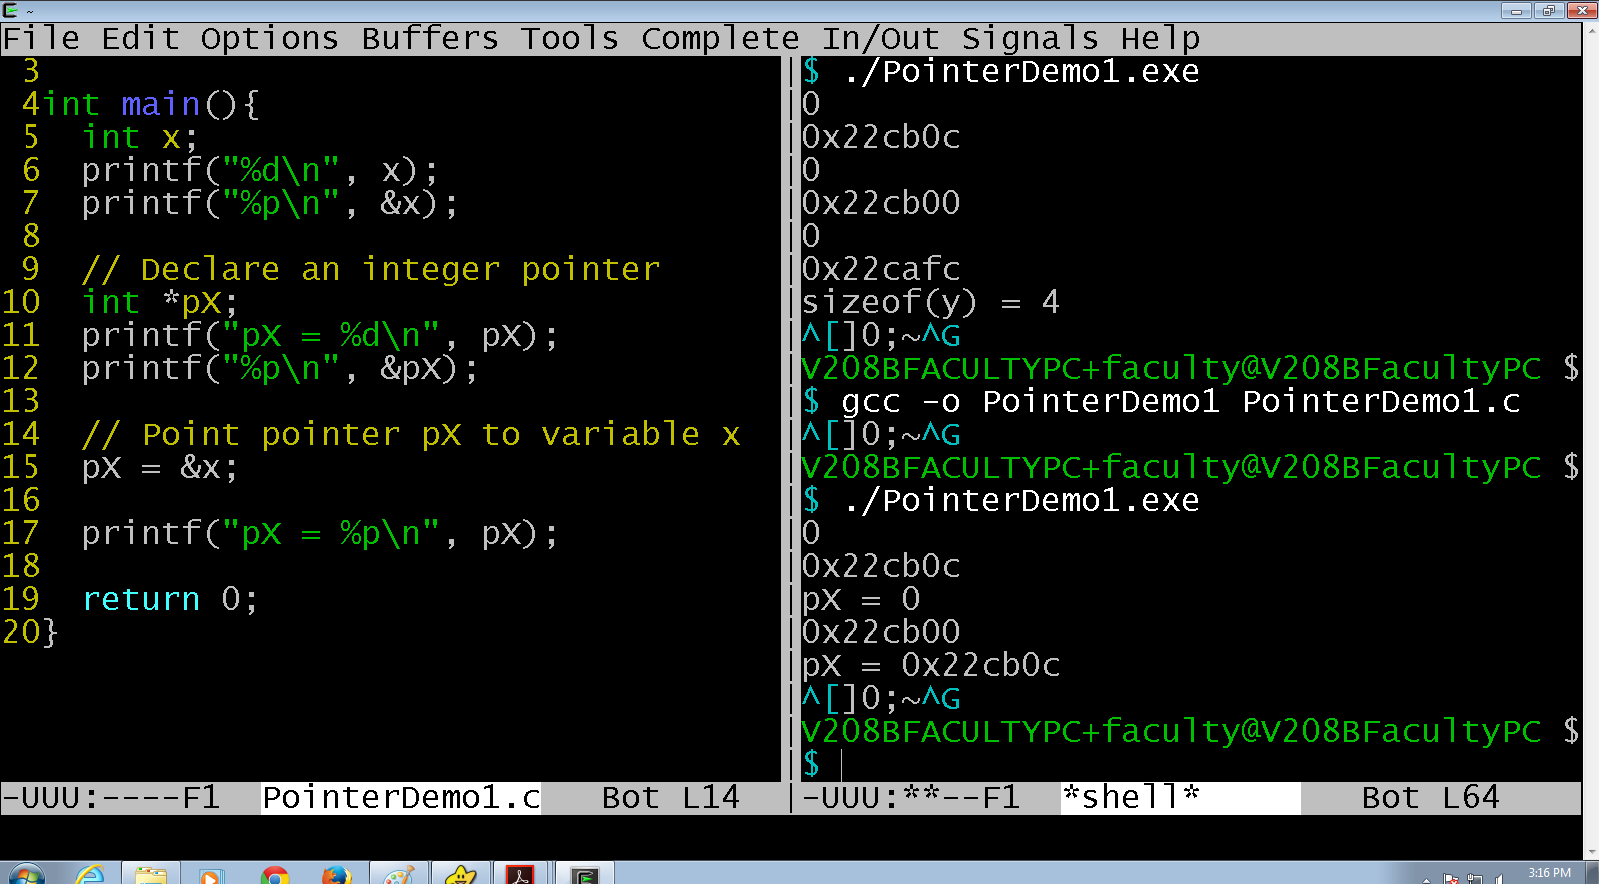 ~
File Edit Options Buffers Tools Complete In/Out Signals Help
3
4int main(){
5  int x;
6  printf("%d\n", x);
7  printf("%p\n", &x);
8
9  // Declare an integer pointer
10  int *pX;
11  printf("pX = %d\n", pX);
12  printf("%p\n", &pX);
13
14  // Point pointer pX to variable x
15  pX = &x;
16
17  printf("pX = %p\n", pX);
18
19  return 0;
20}
-UUU:----F1  PointerDemo1.c   Bot L14
$ ./PointerDemo1.exe
0
0x22cb0c
0
0x22cb00
0
0x22cafc
sizeof(y) = 4
^[]0;~^G
V208BFACULTYPC+faculty@V208BFacultyPC $
$ gcc -o PointerDemo1 PointerDemo1.c
^[]0;~^G
V208BFACULTYPC+faculty@V208BFacultyPC $
$ ./PointerDemo1.exe
0
0x22cb0c
pX = 0
0x22cb00
pX = 0x22cb0c
^[]0;~^G
V208BFACULTYPC+faculty@V208BFacultyPC $
$
-UUU:**--F1  *shell*   Bot L64
3:16 PM